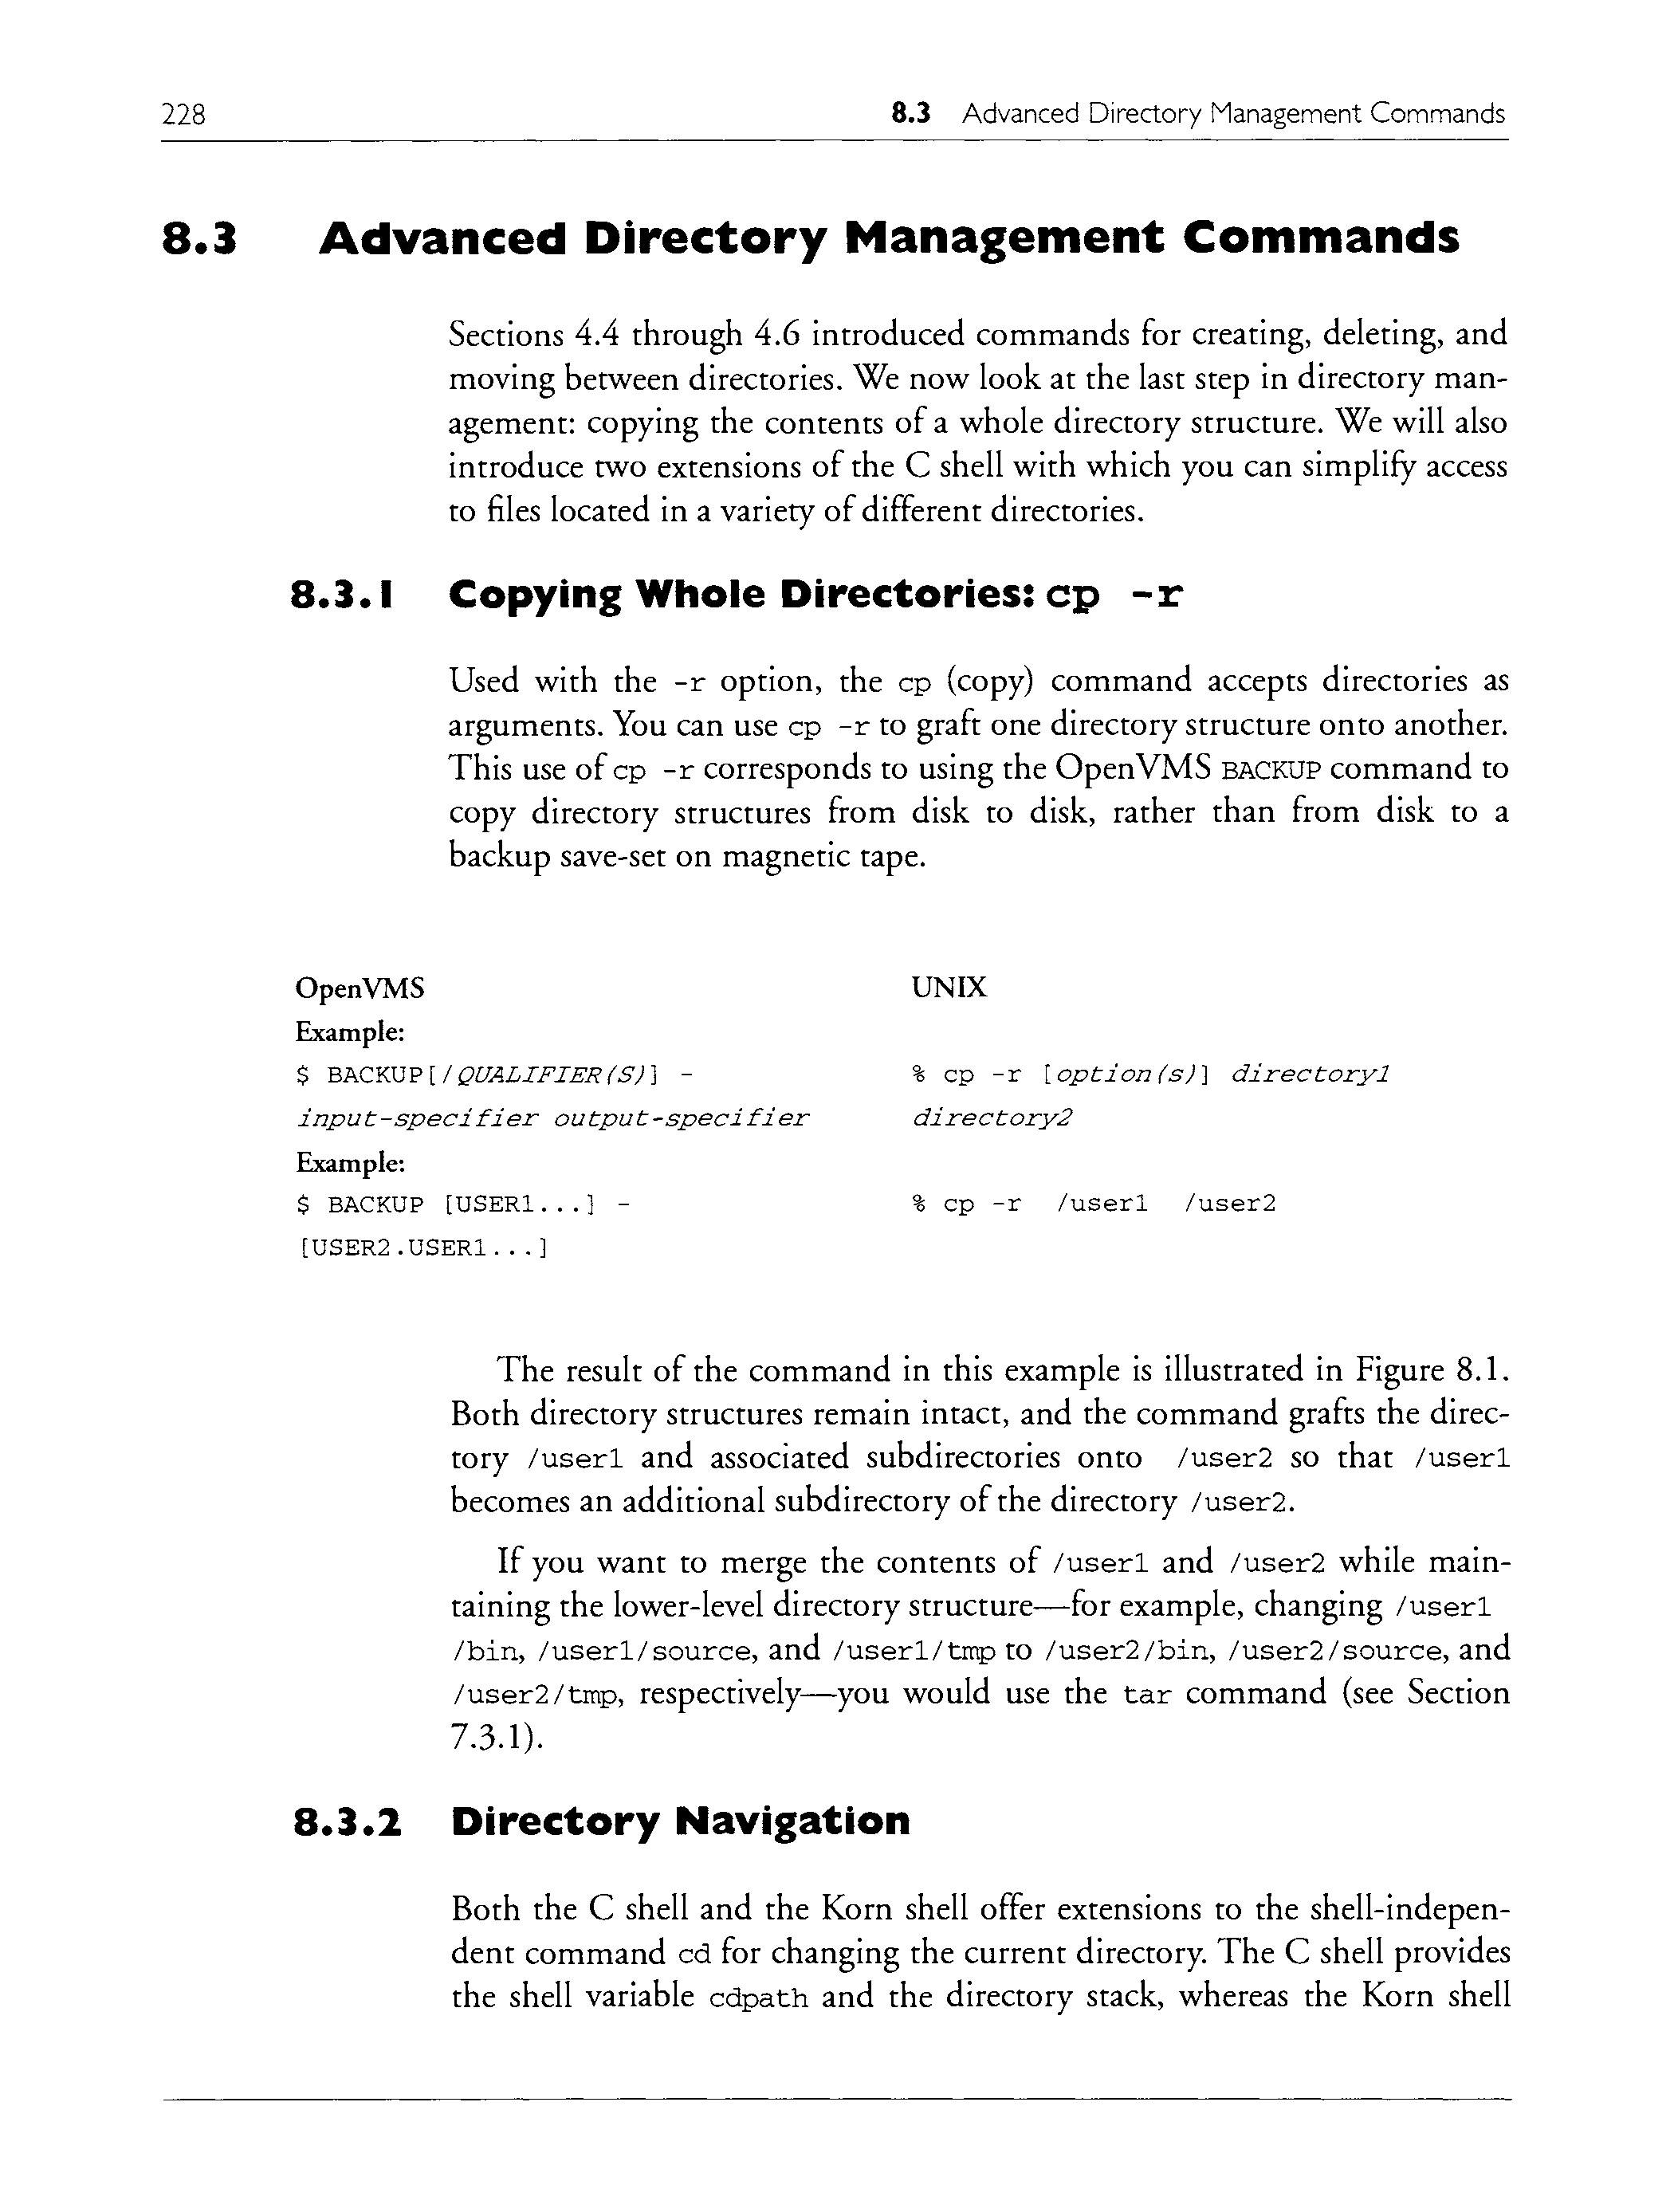 228
8.3 Advanced Directory Management Commands
8.3 Advanced Directory Management Commands
Sections 4.4 through 4.6 introduced commands for creating, deleting, and
moving between directories. We now look at the last step in directory man-
agement: copying the contents of a whole directory structure. We will also
introduce two extensions of the C shell with which you can simplify access
to files located in a variety of different directories.
8.3.1 Copying Whole Directories: cp -r
Used with the -r option, the cp (copy) command accepts directories as
arguments. You can use cp -r to graft one directory structure onto another.
This use of cp -r corresponds to using the OpenVMS BACKUP command to
copy directory structures from disk to disk, rather than from disk to a
backup save-set on magnetic tape.
OpenVMS UNIX
Example:
$ BACKUP[/QUALIFIER(S)] - % cp -r [option(s)] directory1
input-specifier output-specifier directory2
Example:
$ BACKUP [USER1...] - % cp -r /user1 /user2
[USER2.USER1...]
The result of the command in this example is illustrated in Figure 8.1.
Both directory structures remain intact, and the command grafts the direc-
tory /user1 and associated subdirectories onto /user2 so that /user1
becomes an additional subdirectory of the directory /user2.
If you want to merge the contents of /user1 and /user2 while main-
taining the lower-level directory structure—for example, changing /user1
/bin, /user1/source, and /user1/tmp to /user2/bin, /user2/source, and
/user2/tmp, respectively—you would use the tar command (see Section
7.3.1).
8.3.2 Directory Navigation
Both the C shell and the Korn shell offer extensions to the shell-indepen-
dent command cd for changing the current directory. The C shell provides
the shell variable cdpath and the directory stack, whereas the Korn shell